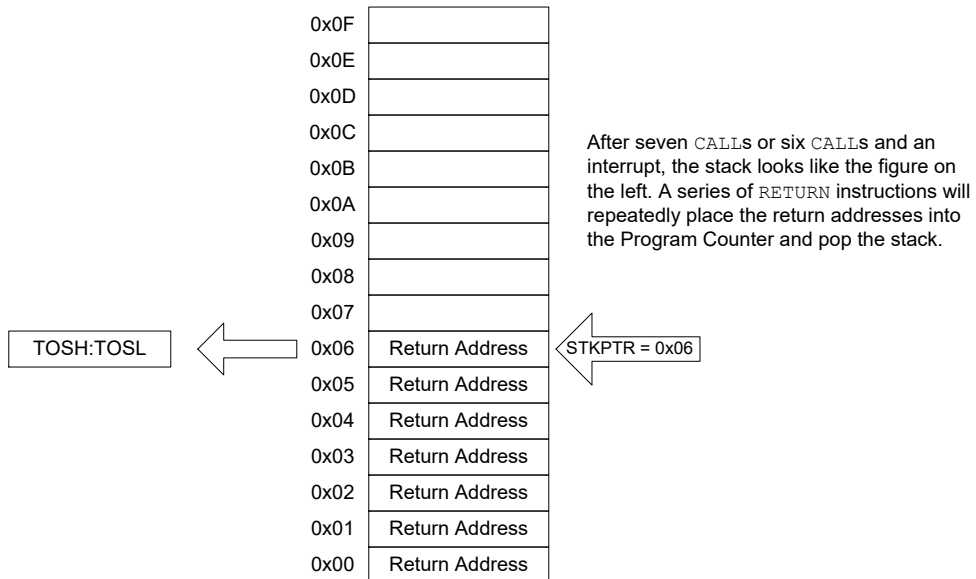 0x0F
0x0E
0x0D
0x0C
0x0B
0x0A
0x09
0x08
0x07
After seven CALLs or six CALLs and an
interrupt, the stack looks like the figure on
the left. A series of RETURN instructions will
repeatedly place the return addresses into
the Program Counter and pop the stack.
TOSH:TOSL
0x06 Return Address
STKPTR = 0x06
0x05 Return Address
0x04 Return Address
0x03 Return Address
0x02 Return Address
0x01 Return Address
0x00 Return Address